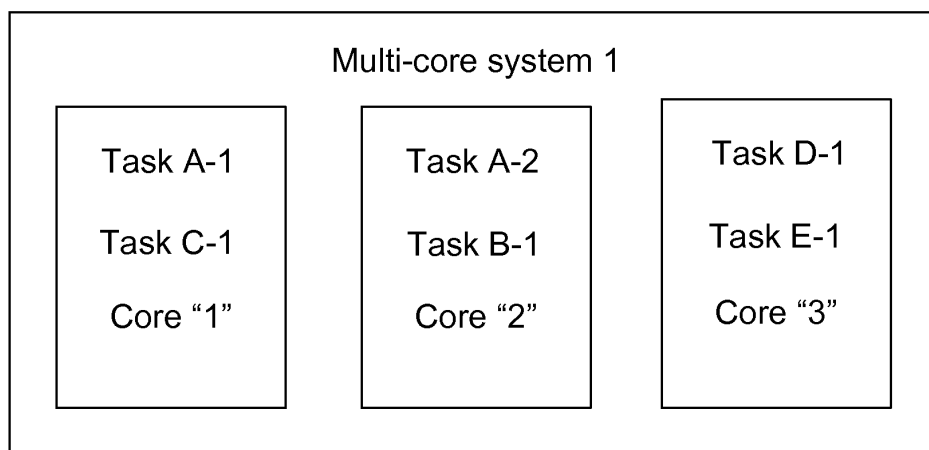 Multi-core system 1
Task A-1
Task C-1
Core “1”
Task A-2
Task B-1
Core “2”
Task D-1
Task E-1
Core “3”